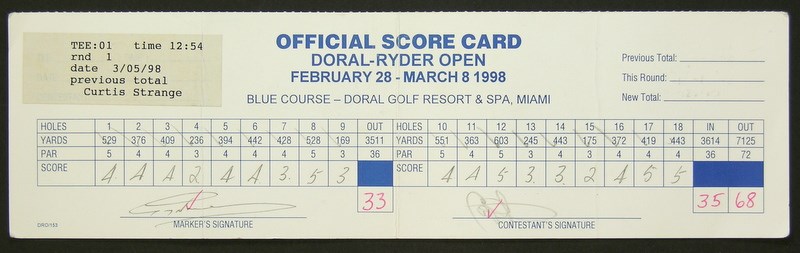 TEE:01 time 12:54
rnd 1
date 3/05/98
previous total
Curtis Strange
OFFICIAL SCORE CARD
DORAL-RYDER OPEN
FEBRUARY 28 - MARCH 8 1998
BLUE COURSE – DORAL GOLF RESORT & SPA, MIAMI
Previous Total:
This Round:
New Total:
HOLES 1 2 3 4 5 6 7 8 9 OUT HOLES 10 11 12 13 14 15 16 17 18 IN OUT
YARDS 529 376 409 236 394 442 428 528 169 3511 YARDS 551 363 603 245 443 175 372 419 443 3614 7125
PAR 5 4 4 3 4 4 4 5 3 36 PAR 5 4 5 3 4 3 4 4 4 36 72
SCORE 4 4 4 2 4 4 3 5 3 SCORE 4 4 5 3 3 2 4 5 5
33 35 68
MARKER'S SIGNATURE CONTESTANT'S SIGNATURE